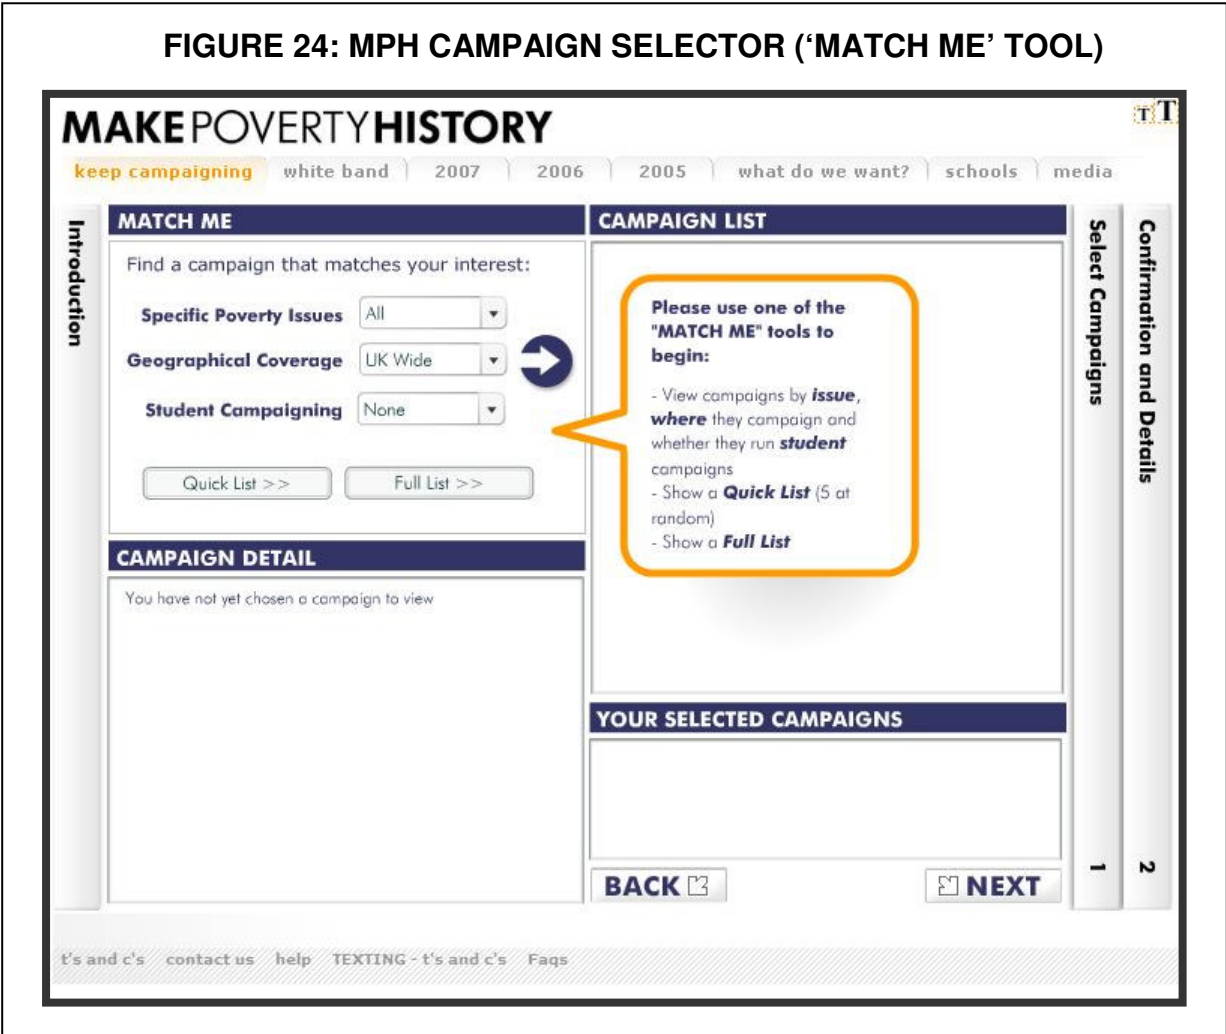 FIGURE 24: MPH CAMPAIGN SELECTOR (‘MATCH ME’ TOOL)
MAKEPOVERTYHISTORY
T T
keep campaigning white band 2007 2006 2005 what do we want? schools media
Introduction
MATCH ME
Find a campaign that matches your interest:
Specific Poverty Issues All
Geographical Coverage UK Wide
Student Campaigning None
Quick List >> Full List >>
CAMPAIGN DETAIL
You have not yet chosen a campaign to view
CAMPAIGN LIST
Please use one of the
"MATCH ME" tools to
begin:
- View campaigns by issue,
where they campaign and
whether they run student
campaigns
- Show a Quick List (5 at
random)
- Show a Full List
YOUR SELECTED CAMPAIGNS
BACK NEXT
Select Campaigns 1
Confirmation and Details 2
t's and c's contact us help TEXTING - t's and c's Faqs